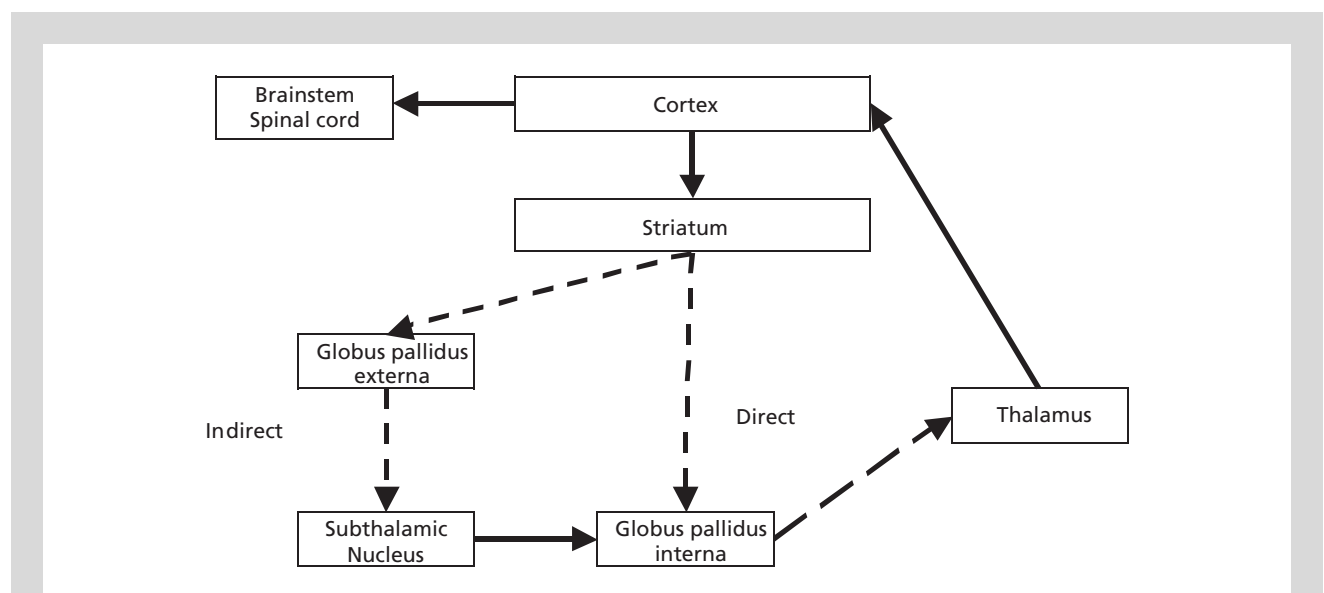 Brainstem
Spinal cord
Cortex
Striatum
Globus pallidus
externa
Indirect
Direct
Thalamus
Subthalamic
Nucleus
Globus pallidus
interna